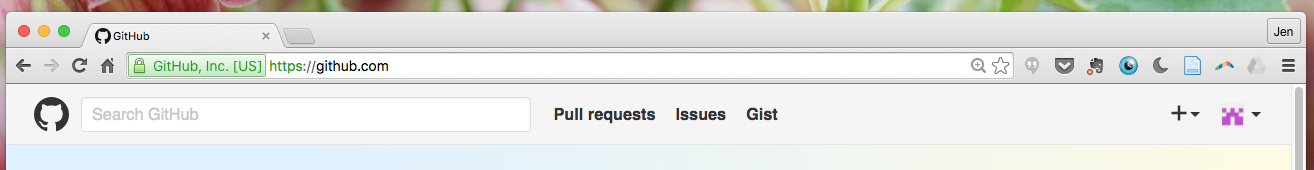 GitHub
Jen
GitHub, Inc. [US] https://github.com
Search GitHub Pull requests Issues Gist